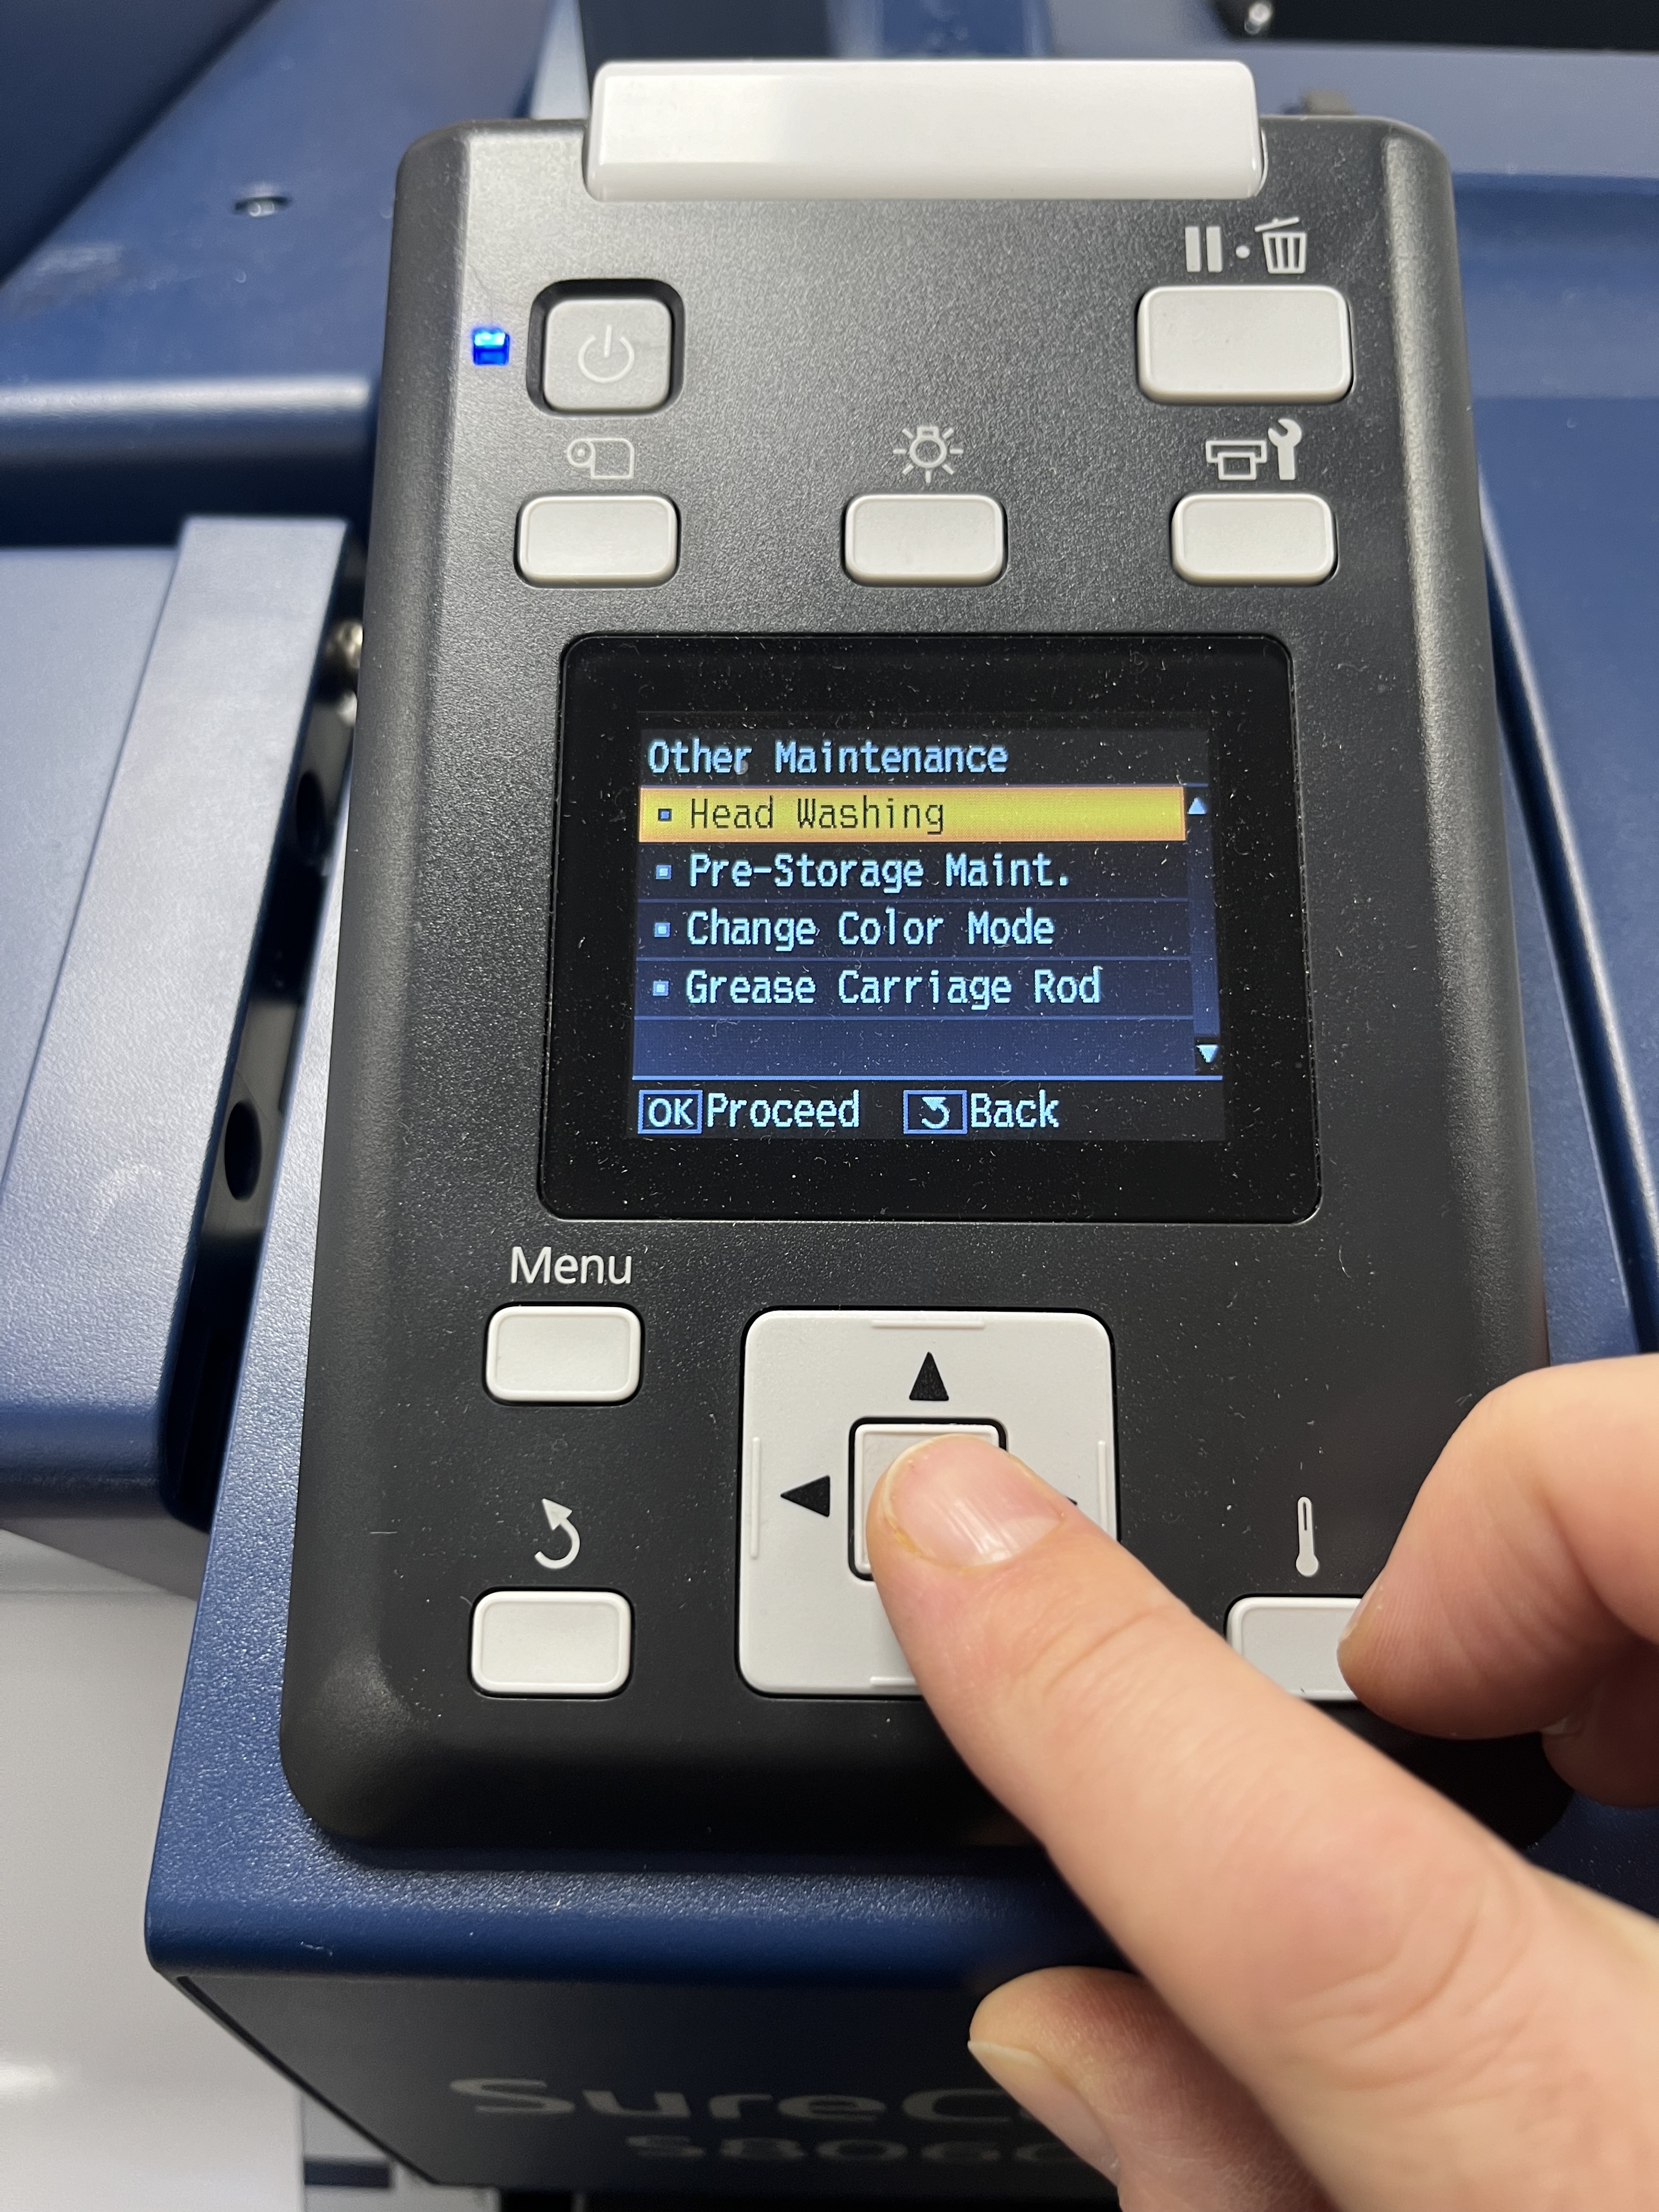 Other Maintenance
Head Washing
Pre-Storage Maint.
Change Color Mode
Grease Carriage Rod
OK Proceed Back
Menu